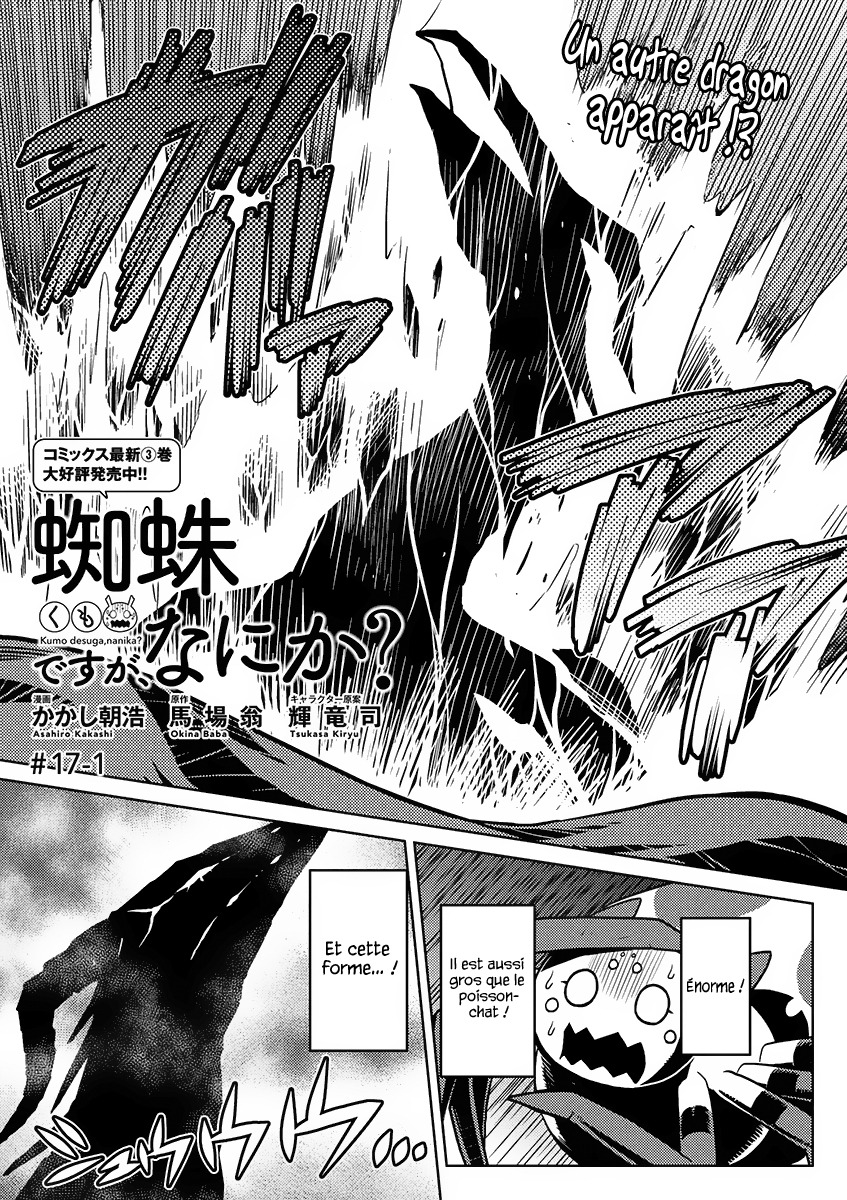 Un autre dragon
apparaît !?
コミックス最新③巻
大好評発売中!!
蜘蛛
くも
Kumo desuga,nanika?
ですが、なにか?
漫画 原作 キャラクター原案
かかし朝浩 馬場翁 輝竜司
Asahiro Kakashi Okina Baba Tsukasa Kiryu
#17-1
Énorme !
Il est aussi
gros que le
poisson-
chat !
Et cette
forme... !
シュウウウ...